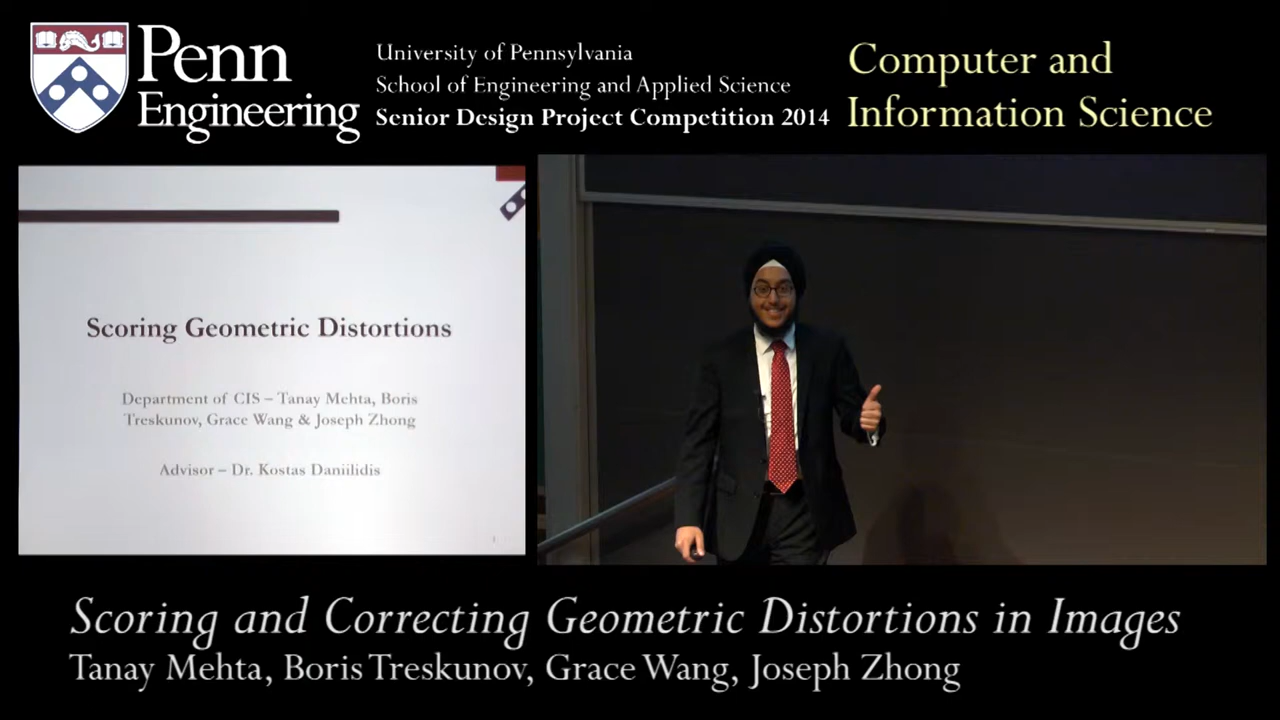 Penn
Engineering
University of Pennsylvania
School of Engineering and Applied Science
Senior Design Project Competition 2014
Computer and
Information Science
Scoring Geometric Distortions
Department of CIS – Tanay Mehta, Boris
Treskunov, Grace Wang & Joseph Zhong
Advisor – Dr. Kostas Daniilidis
1
Scoring and Correcting Geometric Distortions in Images
Tanay Mehta, Boris Treskunov, Grace Wang, Joseph Zhong